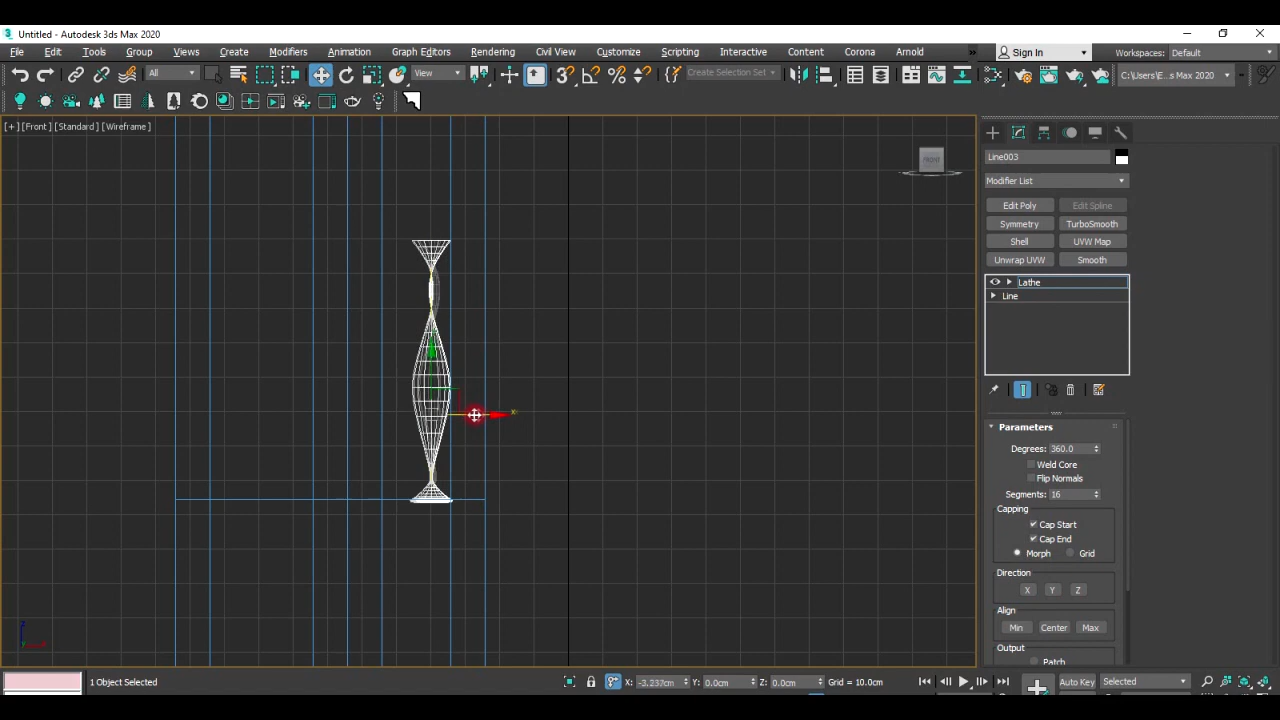 Untitled - Autodesk 3ds Max 2020
File Edit Tools Group Views Create Modifiers Animation Graph Editors Rendering Civil View Customize Scripting Interactive Content Corona Arnold » Sign In Workspaces: Default
All View Create Selection Set C:\Users\E...s Max 2020
[+] [Front] [Standard] [Wireframe]
FRONT
Line003
Modifier List
Edit Poly Edit Spline
Symmetry TurboSmooth
Shell UVW Map
Unwrap UVW Smooth
Lathe
Line
Parameters
Degrees: 360.0
Weld Core
Flip Normals
Segments: 16
Capping
Cap Start
Cap End
Morph Grid
Direction
X Y Z
Align
Min Center Max
Output
Patch
x
z
1 Object Selected X: -3.237cm Y: 0.0cm Z: 0.0cm Grid = 10.0cm Auto Key Selected